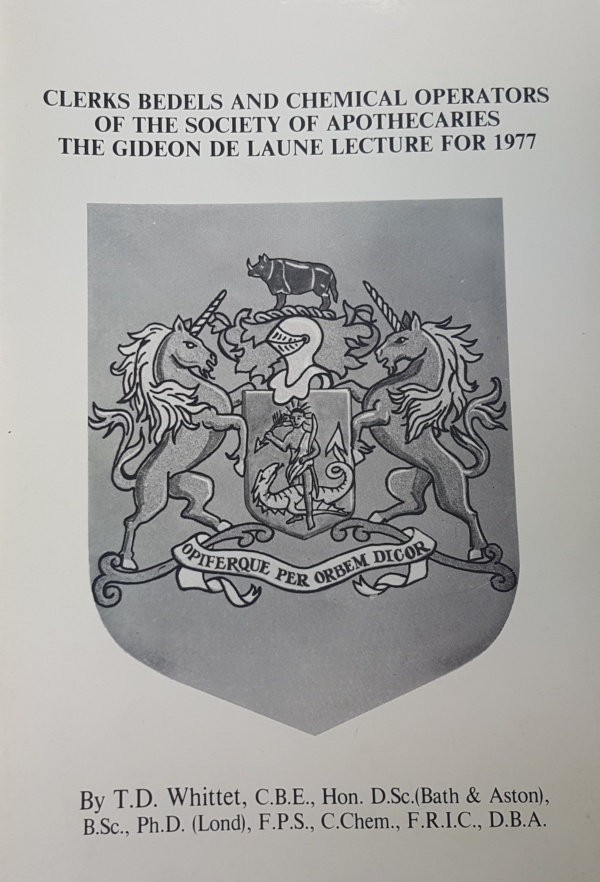 CLERKS BEDELS AND CHEMICAL OPERATORS
OF THE SOCIETY OF APOTHECARIES
THE GIDEON DE LAUNE LECTURE FOR 1977
OPIFERQUE PER ORBEM DICOR
By T.D. Whittet, C.B.E., Hon. D.Sc.(Bath & Aston),
B.Sc., Ph.D. (Lond), F.P.S., C.Chem., F.R.I.C., D.B.A.